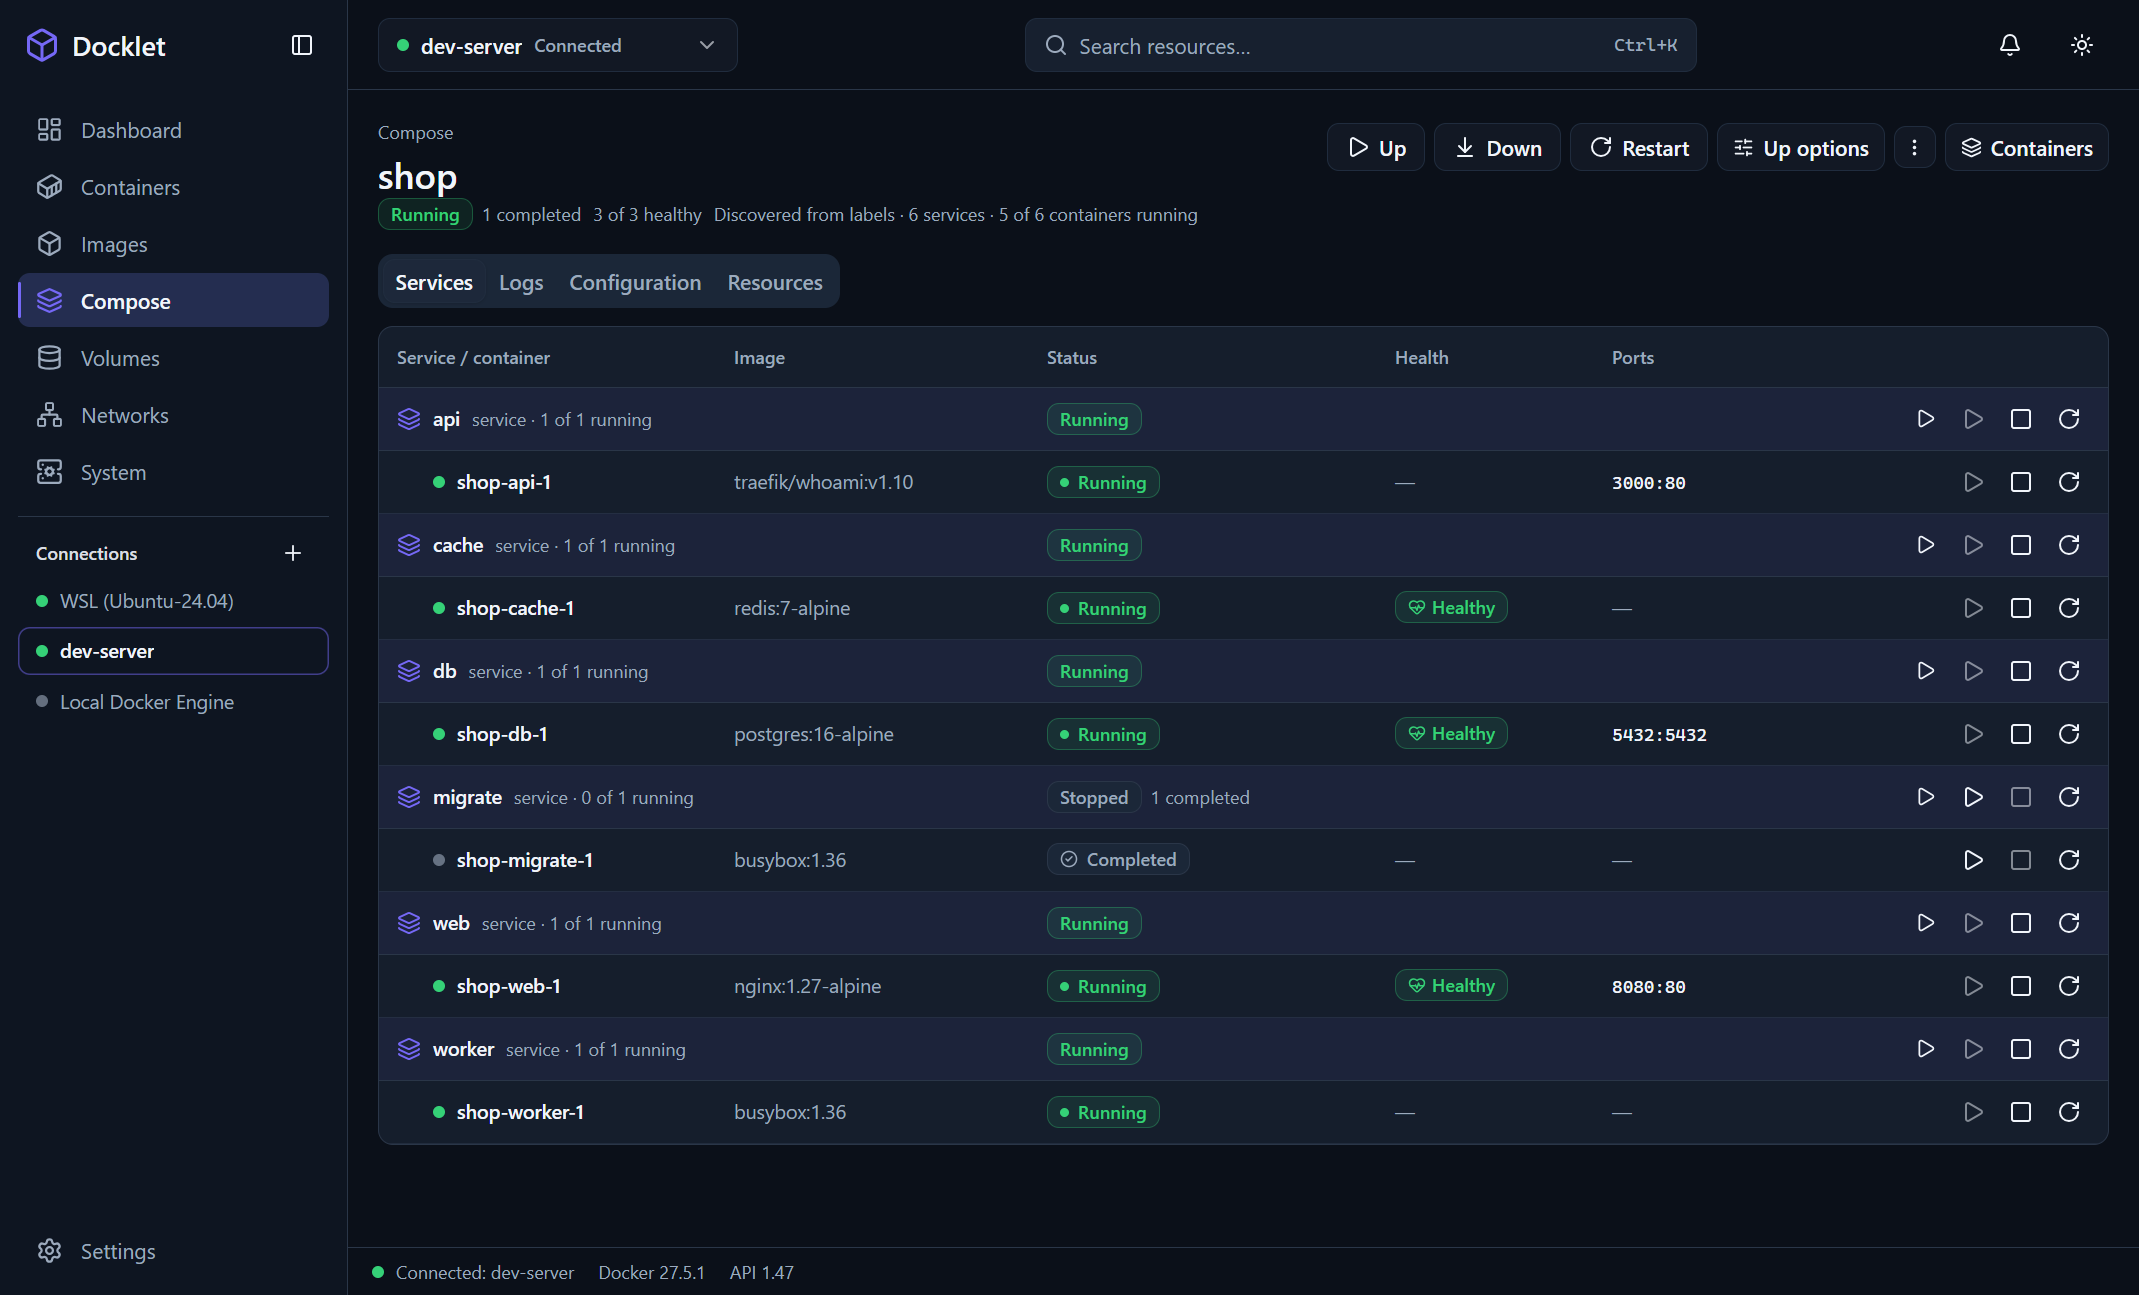 Docklet
dev-server Connected
Search resources... Ctrl+K
Dashboard
Containers
Images
Compose
Volumes
Networks
System
Connections
WSL (Ubuntu-24.04)
dev-server
Local Docker Engine
Settings
Compose
shop
Up
Down
Restart
Up options
Containers
Running 1 completed 3 of 3 healthy Discovered from labels · 6 services · 5 of 6 containers running
Services Logs Configuration Resources
Service / container Image Status Health Ports
api service · 1 of 1 running Running
shop-api-1 traefik/whoami:v1.10 Running — 3000:80
cache service · 1 of 1 running Running
shop-cache-1 redis:7-alpine Running Healthy —
db service · 1 of 1 running Running
shop-db-1 postgres:16-alpine Running Healthy 5432:5432
migrate service · 0 of 1 running Stopped 1 completed
shop-migrate-1 busybox:1.36 Completed — —
web service · 1 of 1 running Running
shop-web-1 nginx:1.27-alpine Running Healthy 8080:80
worker service · 1 of 1 running Running
shop-worker-1 busybox:1.36 Running — —
Connected: dev-server Docker 27.5.1 API 1.47